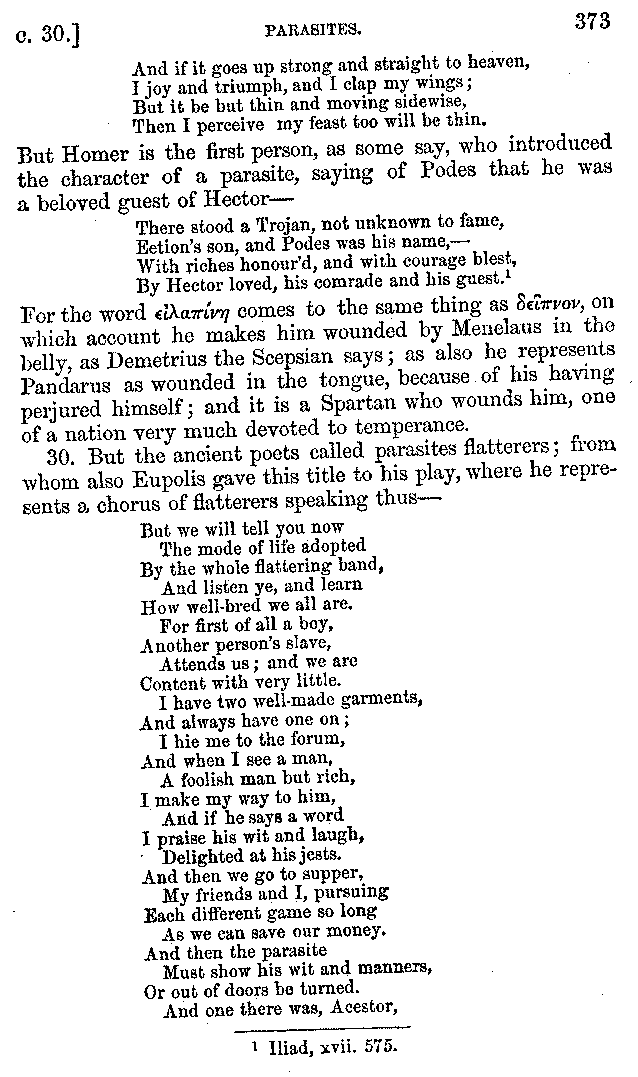 c. 30.] PARASITES. 373
And if it goes up strong and straight to heaven,
I joy and triumph, and I clap my wings;
But it be but thin and moving sidewise,
Then I perceive my feast too will be thin.
But Homer is the first person, as some say, who introduced
the character of a parasite, saying of Podes that he was
a beloved guest of Hector—
There stood a Trojan, not unknown to fame,
Eetion's son, and Podes was his name,—
With riches honour'd, and with courage blest,
By Hector loved, his comrade and his guest.¹
For the word εἰλαπίνη comes to the same thing as δεῖπνον, on
which account he makes him wounded by Menelaus in the
belly, as Demetrius the Scepsian says; as also he represents
Pandarus as wounded in the tongue, because of his having
perjured himself; and it is a Spartan who wounds him, one
of a nation very much devoted to temperance.
30. But the ancient poets called parasites flatterers; from
whom also Eupolis gave this title to his play, where he repre-
sents a chorus of flatterers speaking thus—
But we will tell you now
The mode of life adopted
By the whole flattering band,
And listen ye, and learn
How well-bred we all are.
For first of all a boy,
Another person's slave,
Attends us; and we are
Content with very little.
I have two well-made garments,
And always have one on;
I hie me to the forum,
And when I see a man,
A foolish man but rich,
I make my way to him,
And if he says a word
I praise his wit and laugh,
Delighted at his jests.
And then we go to supper,
My friends and I, pursuing
Each different game so long
As we can save our money.
And then the parasite
Must show his wit and manners,
Or out of doors be turned.
And one there was, Acestor,
¹ Iliad, xvii. 575.